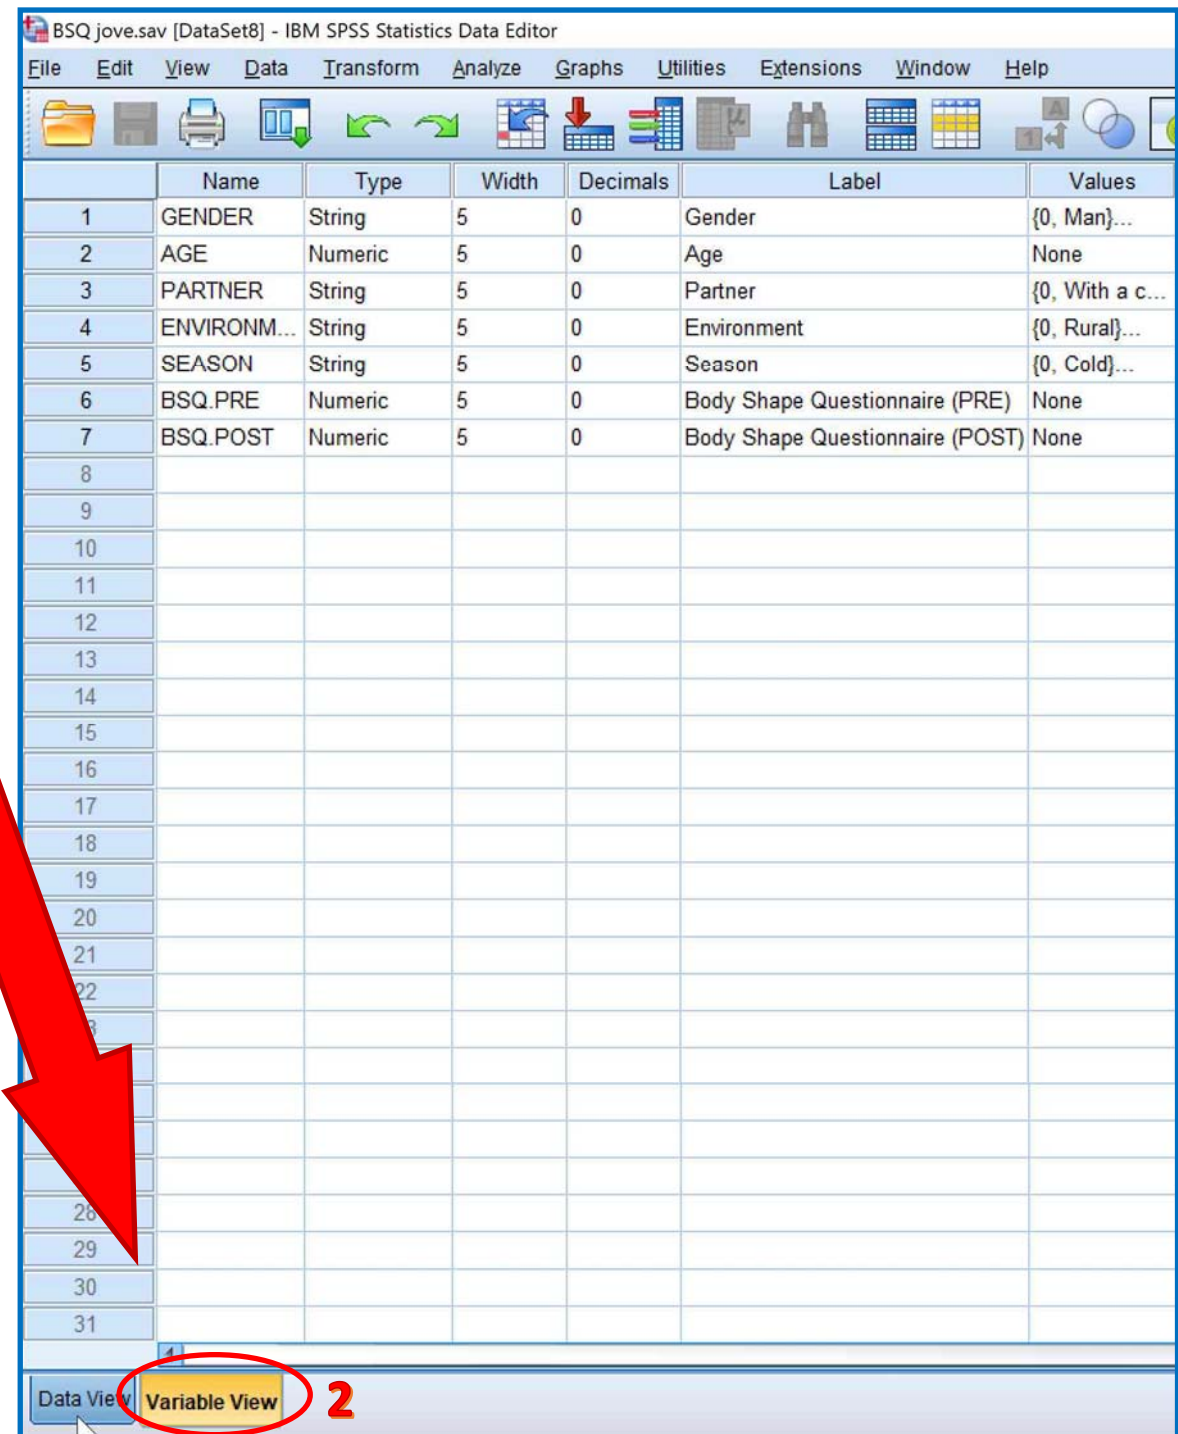 BSQ jove.sav [DataSet8] - IBM SPSS Statistics Data Editor
File Edit View Data Transform Analyze Graphs Utilities Extensions Window Help
Name Type Width Decimals Label Values
1 GENDER String 5 0 Gender {0, Man}...
2 AGE Numeric 5 0 Age None
3 PARTNER String 5 0 Partner {0, With a c...
4 ENVIRONM... String 5 0 Environment {0, Rural}...
5 SEASON String 5 0 Season {0, Cold}...
6 BSQ.PRE Numeric 5 0 Body Shape Questionnaire (PRE) None
7 BSQ.POST Numeric 5 0 Body Shape Questionnaire (POST) None
8
9
10
11
12
13
14
15
16
17
18
19
20
21
22
28
29
30
31
Data View Variable View 2